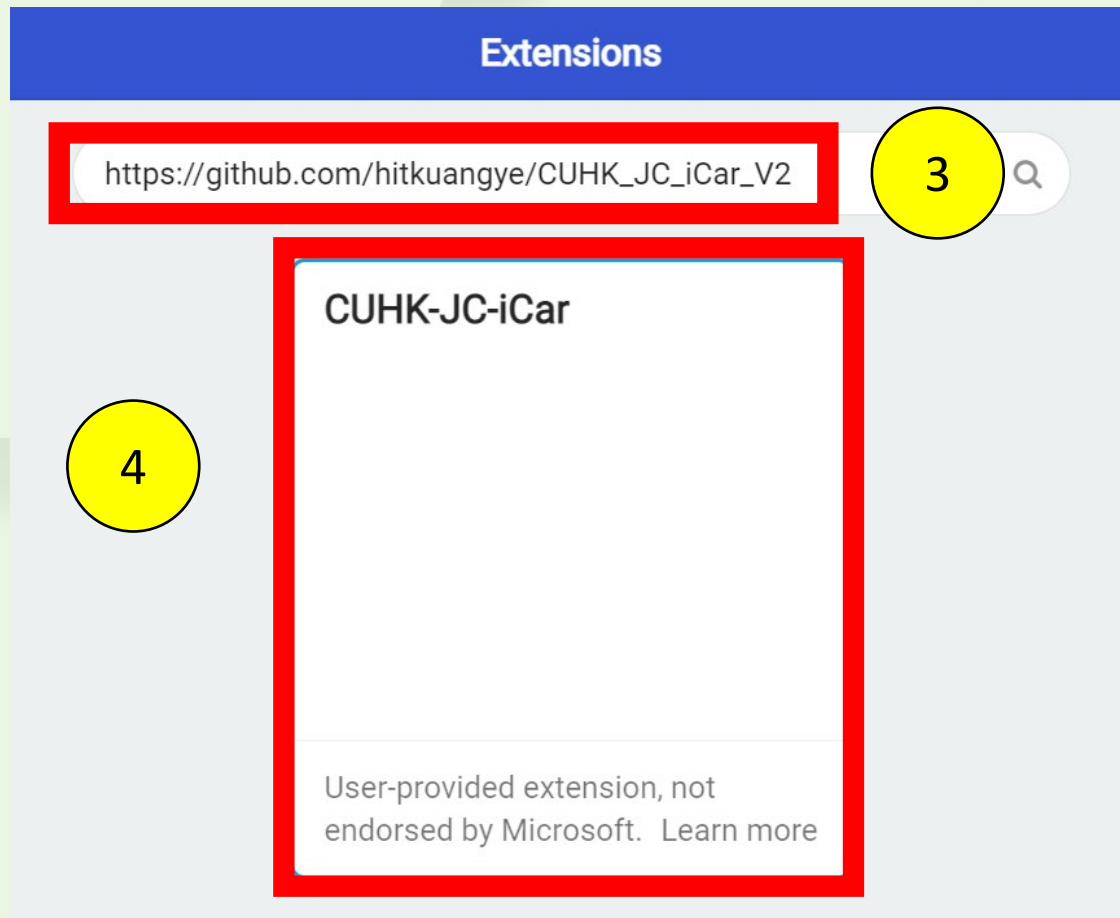 Extensions
https://github.com/hitkuangye/CUHK_JC_iCar_V2
3
CUHK-JC-iCar
4
User-provided extension, not
endorsed by Microsoft. Learn more